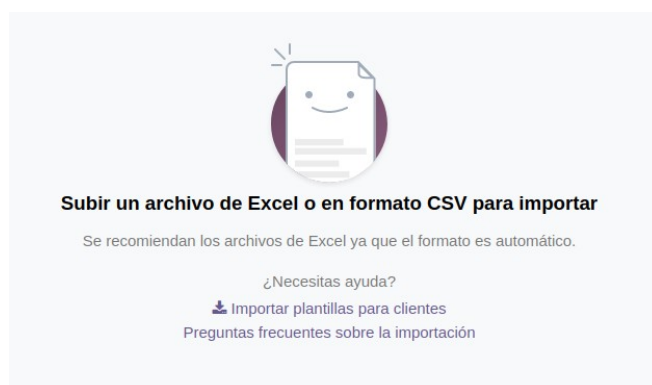 Subir un archivo de Excel o en formato CSV para importar
Se recomiendan los archivos de Excel ya que el formato es automático.
¿Necesitas ayuda?
Importar plantillas para clientes
Preguntas frecuentes sobre la importación